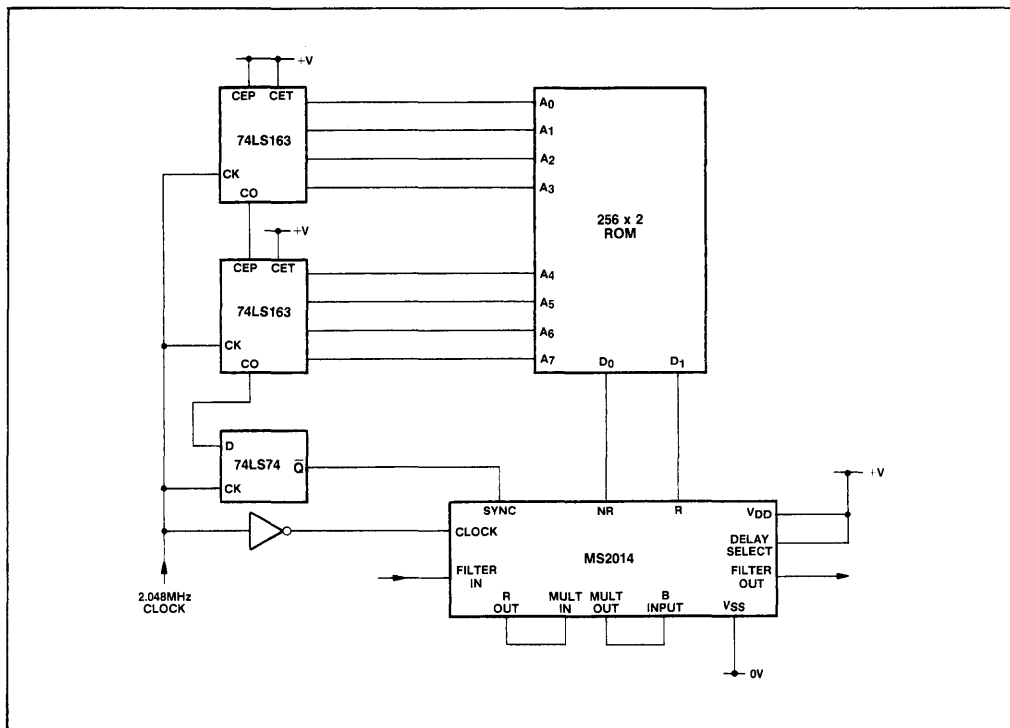 +V
CEP CET
74LS163
CK
CO
A0
A1
A2
A3
256 x 2
ROM
+V
CEP CET
74LS163
CK
CO
A4
A5
A6
A7
D0 D1
D
74LS74
Q̅
CK
+V
SYNC NR R VDD
CLOCK
DELAY
SELECT
MS2014
FILTER
IN
FILTER
OUT
R
OUT
MULT
IN
MULT
OUT
B
INPUT
VSS
2.048MHz
CLOCK
0V